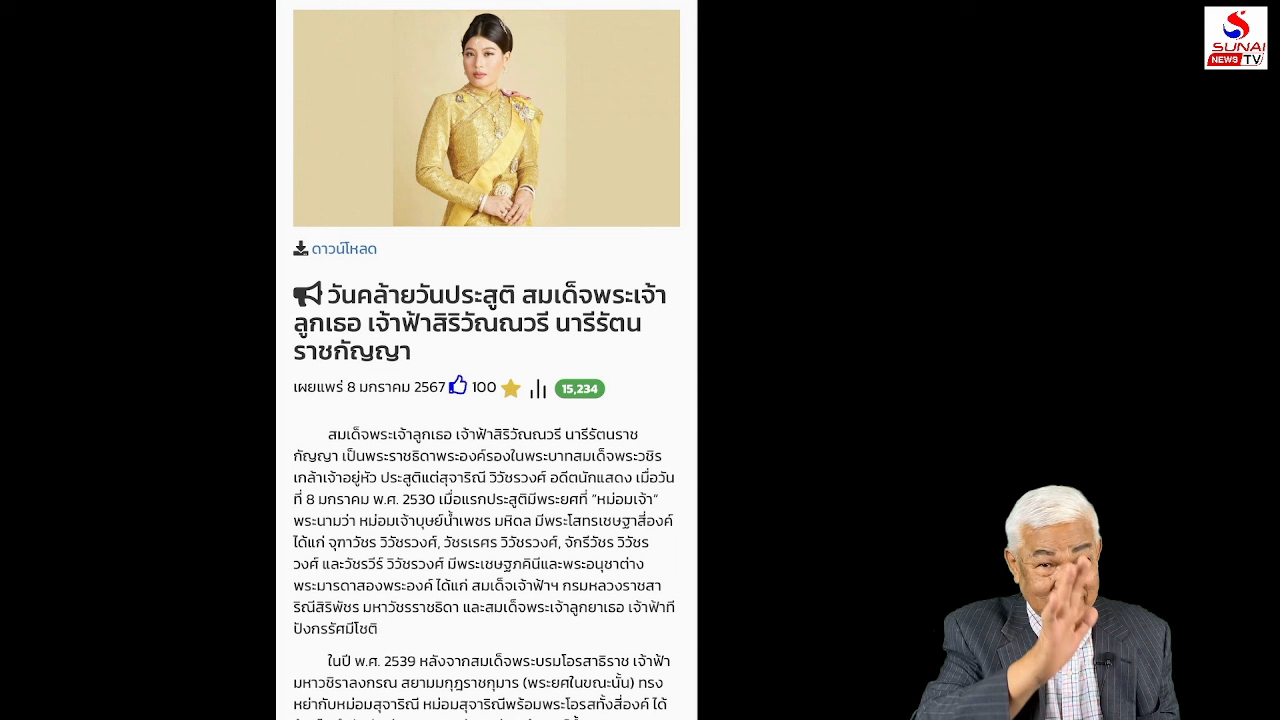 SUNAI
NEWS TV
ดาวน์โหลด
วันคล้ายวันประสูติ สมเด็จพระเจ้า
ลูกเธอ เจ้าฟ้าสิริวัณณวรี นารีรัตน
ราชกัญญา
เผยแพร่ 8 มกราคม 2567 100 15,234
สมเด็จพระเจ้าลูกเธอ เจ้าฟ้าสิริวัณณวรี นารีรัตนราช
กัญญา เป็นพระราชธิดาพระองค์รองในพระบาทสมเด็จพระวชิร
เกล้าเจ้าอยู่หัว ประสูติแต่สุจาริณี วิวัชรวงศ์ อดีตนักแสดง เมื่อวัน
ที่ 8 มกราคม พ.ศ. 2530 เมื่อแรกประสูติมีพระยศที่ “หม่อมเจ้า”
พระนามว่า หม่อมเจ้าบุษย์น้ำเพชร มหิดล มีพระโสทรเชษฐาสี่องค์
ได้แก่ จุฑาวัชร วิวัชรวงศ์, วัชรเรศร วิวัชรวงศ์, จักรีวัชร วิวัชร
วงศ์ และวัชรวีร์ วิวัชรวงศ์ มีพระเชษฐภคินีและพระอนุชาต่าง
พระมารดาสองพระองค์ ได้แก่ สมเด็จเจ้าฟ้าฯ กรมหลวงราชสา
ริณีสิริพัชร มหาวัชรราชธิดา และสมเด็จพระเจ้าลูกยาเธอ เจ้าฟ้าที
ปังกรรัศมีโชติ
ในปี พ.ศ. 2539 หลังจากสมเด็จพระบรมโอรสาธิราช เจ้าฟ้า
มหาวชิราลงกรณ สยามมกุฎราชกุมาร (พระยศในขณะนั้น) ทรง
หย่ากับหม่อมสุจาริณี หม่อมสุจาริณีพร้อมพระโอรสทั้งสี่องค์ ได้